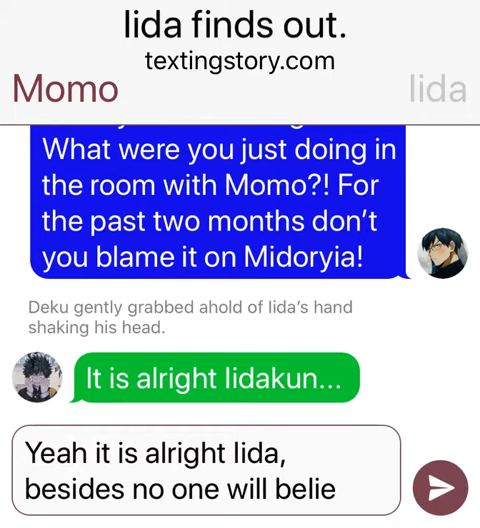 Iida finds out.
textingstory.com
Momo
Iida
What were you just doing in
the room with Momo?! For
the past two months don't
you blame it on Midoryia!
Deku gently grabbed ahold of Iida's hand
shaking his head.
It is alright Iidakun...
Yeah it is alright Iida,
besides no one will belie